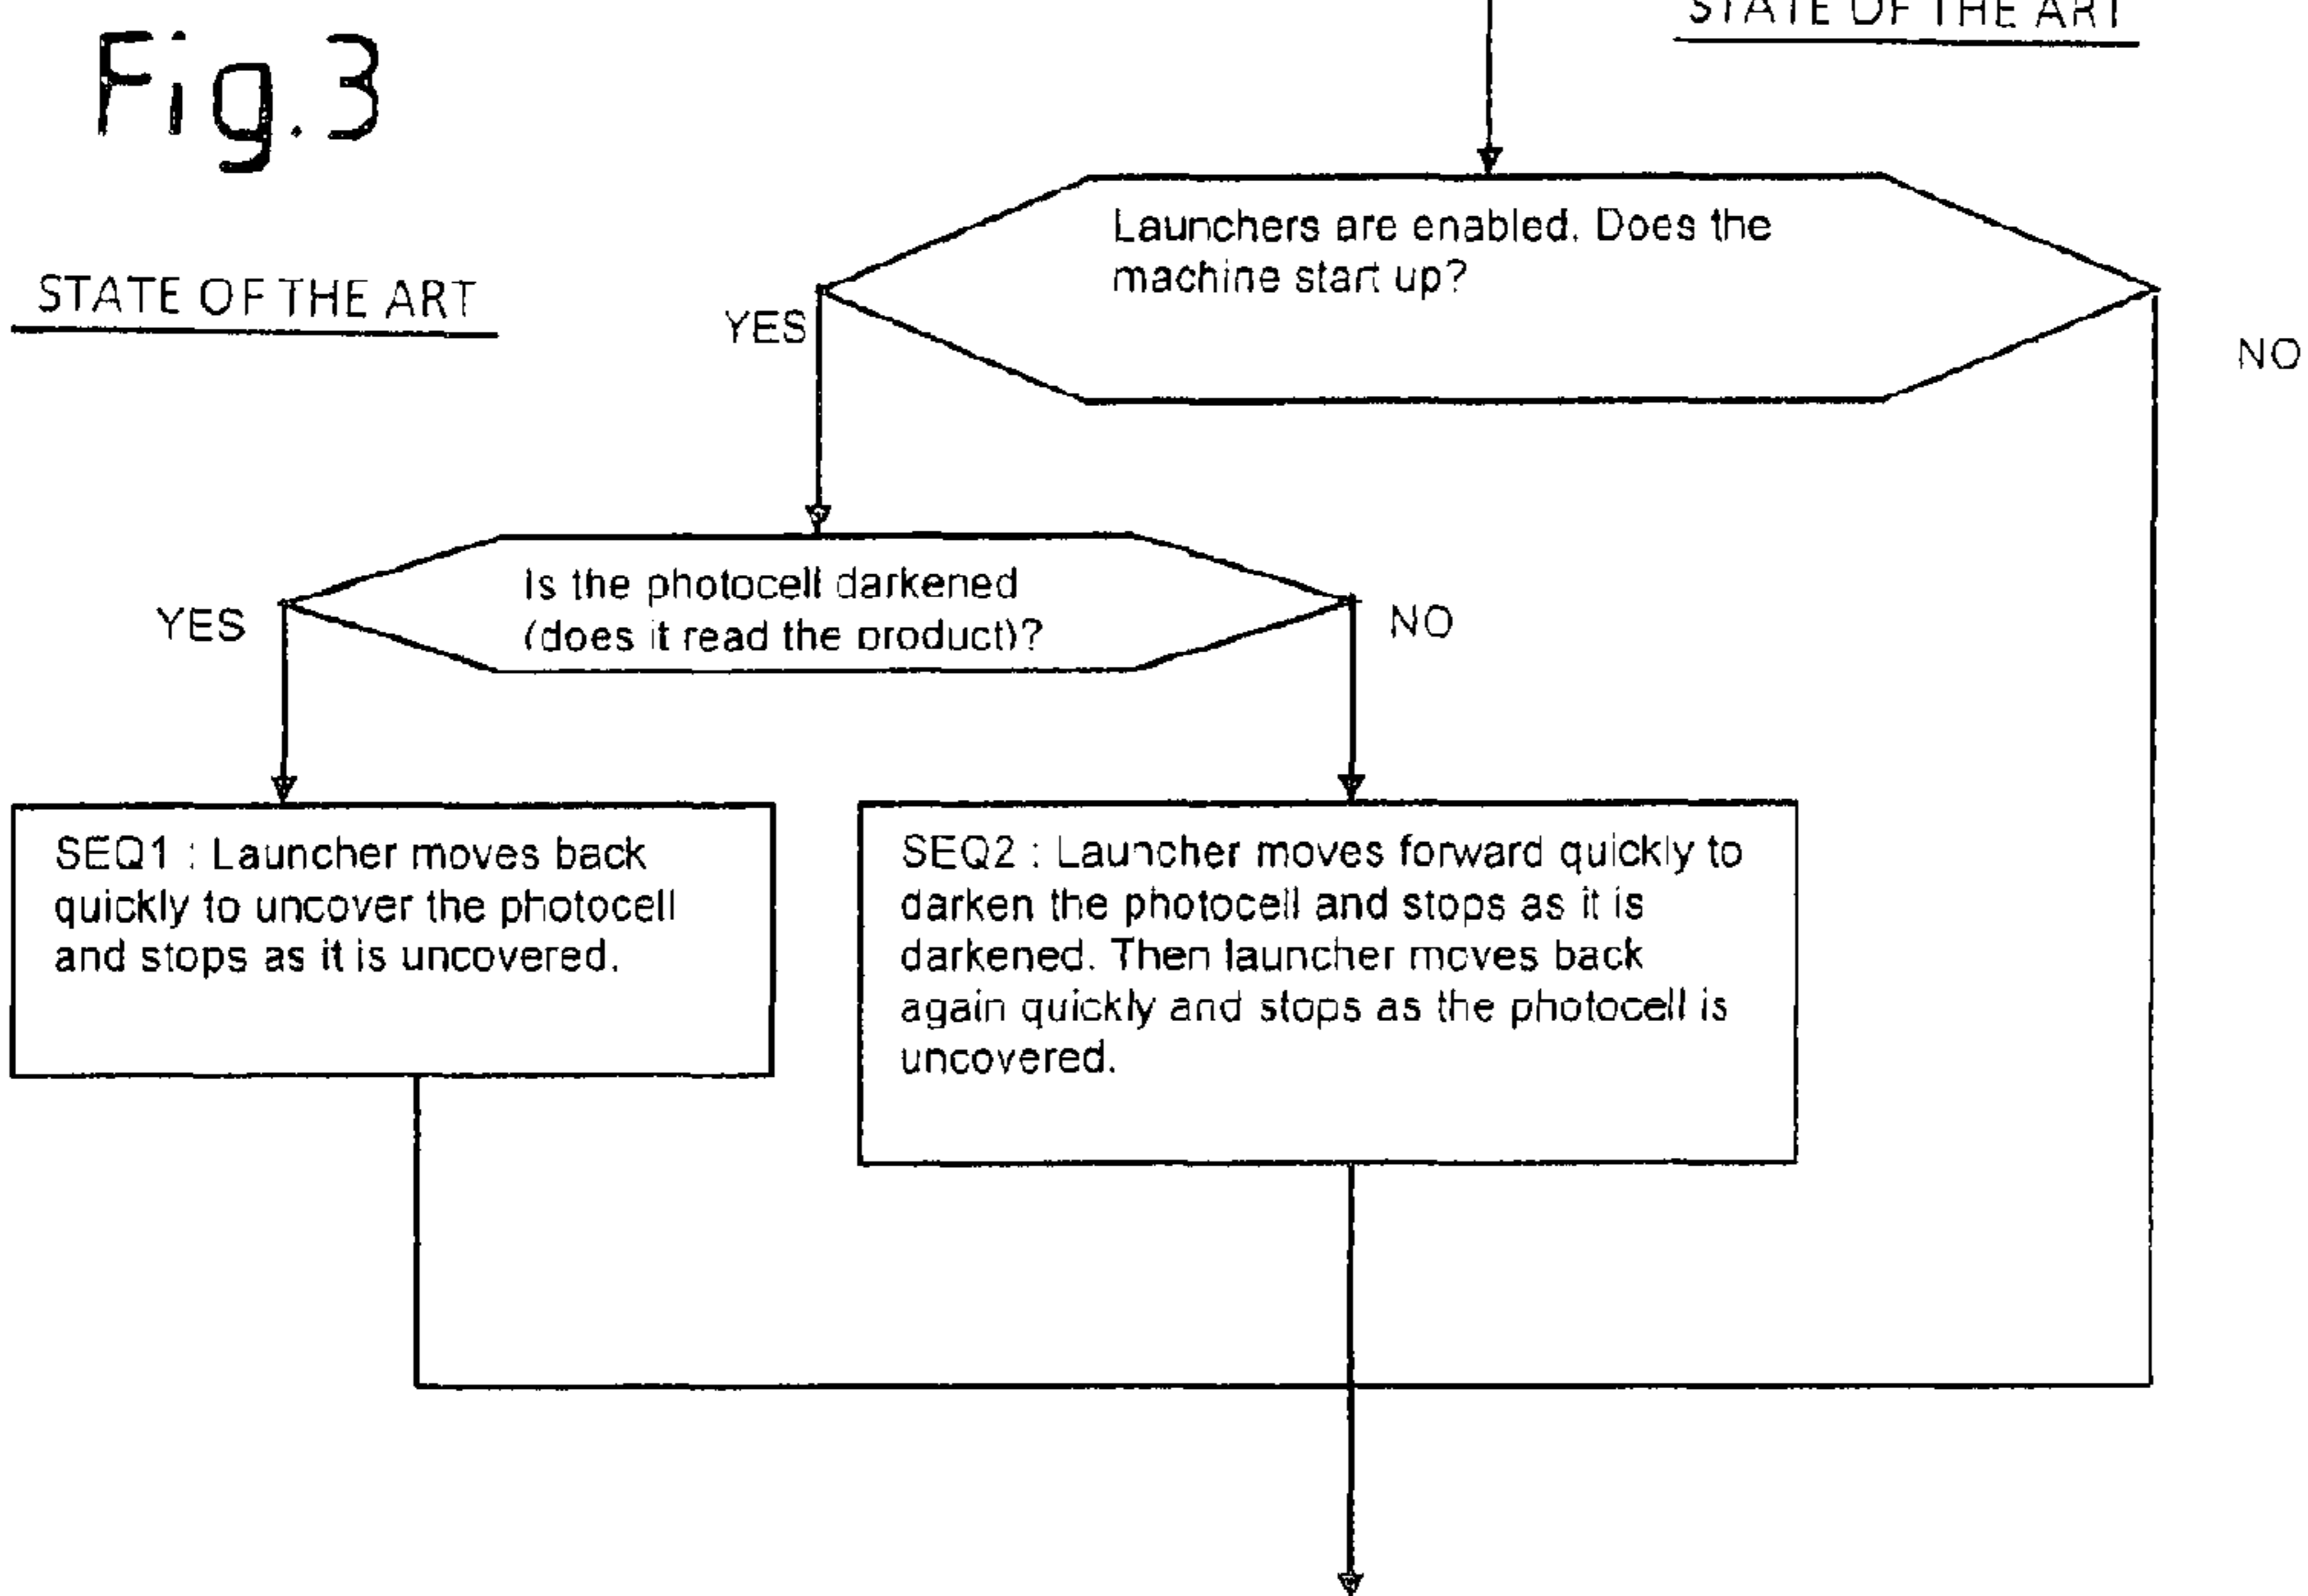 STATE OF THE ART
Fig.3
STATE OF THE ART
Launchers are enabled. Does the
machine start up?
YES
NO
Is the photocell darkened
(does it read the product)?
YES
NO
SEQ1 : Launcher moves back
quickly to uncover the photocell
and stops as it is uncovered.
SEQ2 : Launcher moves forward quickly to
darken the photocell and stops as it is
darkened. Then launcher moves back
again quickly and stops as the photocell is
uncovered.